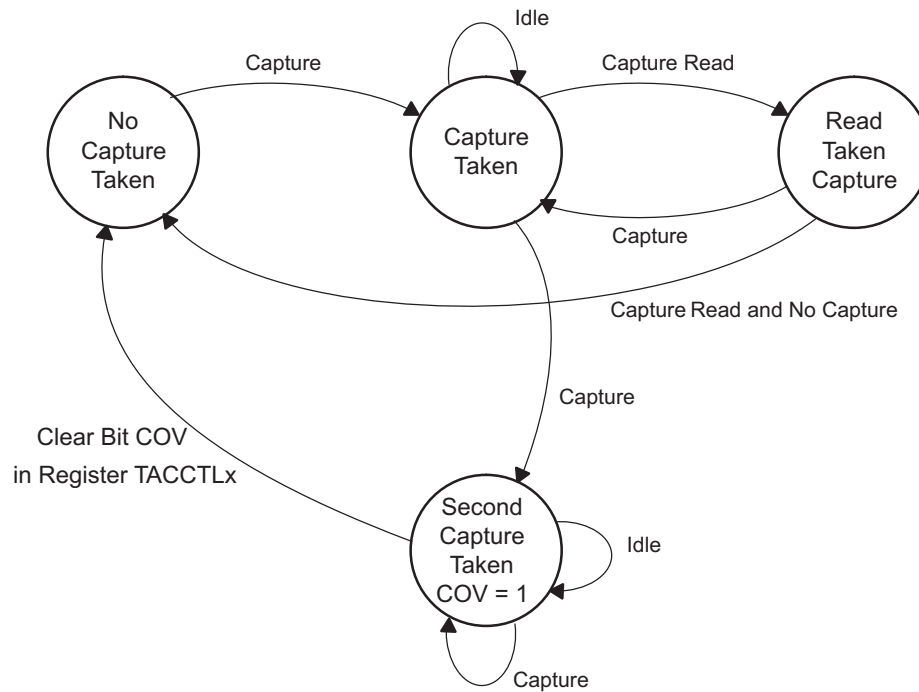 Idle
Capture
Capture Read
No
Capture
Taken
Capture
Taken
Read
Taken
Capture
Capture
Capture Read and No Capture
Capture
Clear Bit COV
in Register TACCTLx
Second
Capture
Taken
COV = 1
Idle
Capture